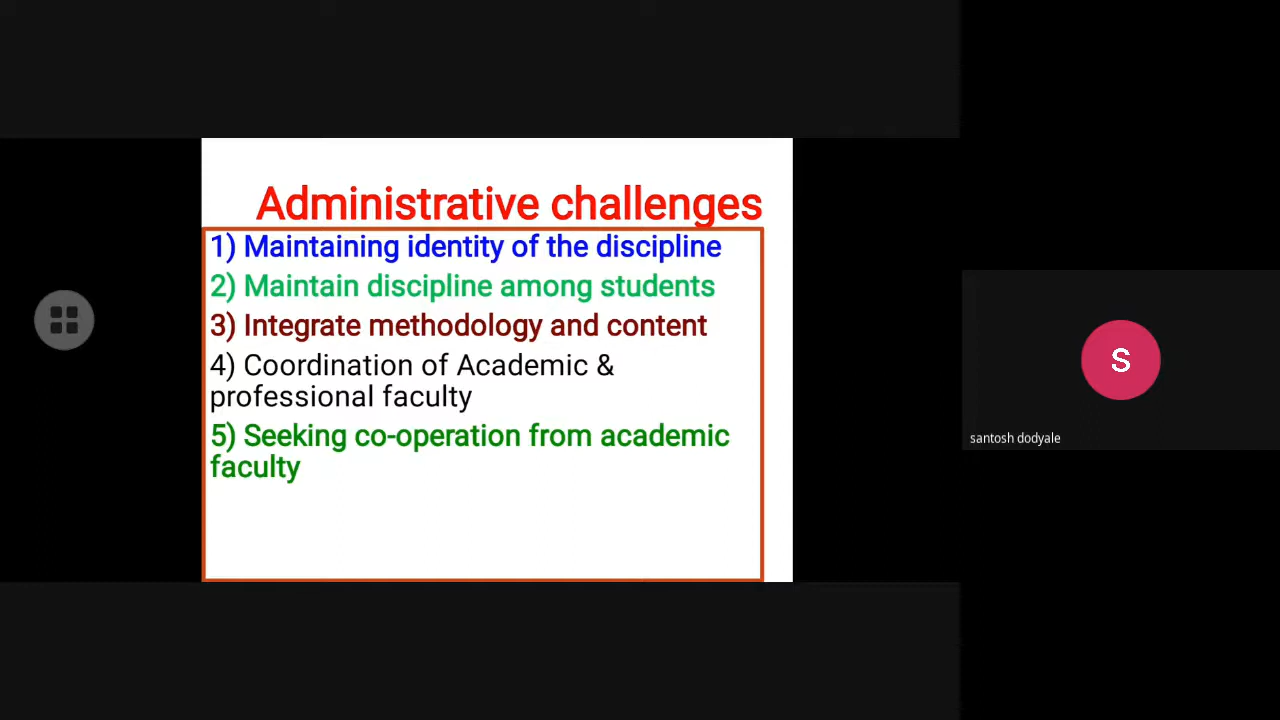 Administrative challenges
1) Maintaining identity of the discipline
2) Maintain discipline among students
3) Integrate methodology and content
4) Coordination of Academic &
professional faculty
5) Seeking co-operation from academic
faculty
S
santosh dodyale